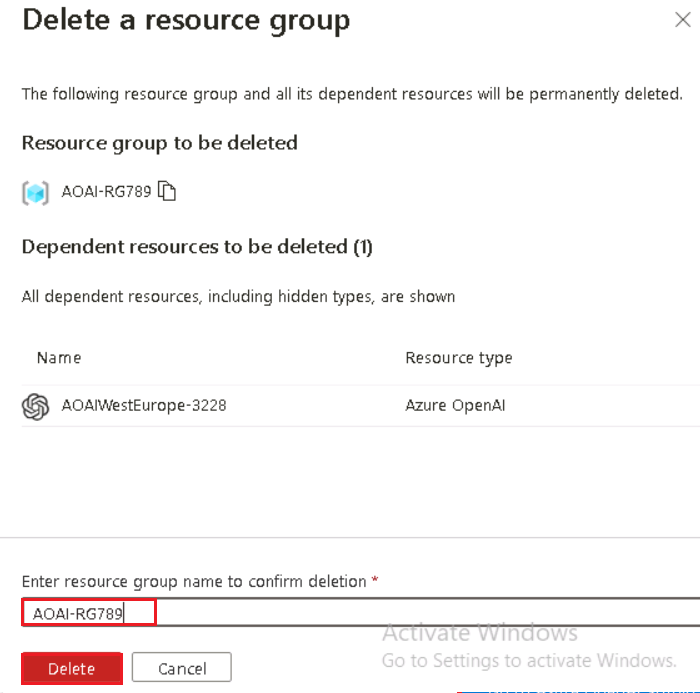 Delete a resource group
The following resource group and all its dependent resources will be permanently deleted.
Resource group to be deleted
AOAI-RG789
Dependent resources to be deleted (1)
All dependent resources, including hidden types, are shown
Name Resource type
AOAIWestEurope-3228 Azure OpenAI
Enter resource group name to confirm deletion *
AOAI-RG789
Activate Windows
Go to Settings to activate Windows.
Delete Cancel